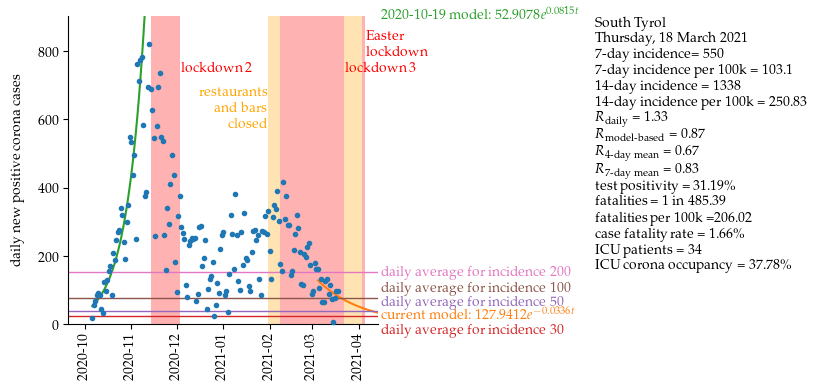 2020-10-19 model: 52.9078e^0.0815t
Easter
lockdown
lockdown 2
lockdown 3
restaurants
and bars
closed
daily new positive corona cases
800
600
400
200
0
daily average for incidence 200
daily average for incidence 100
daily average for incidence 50
current model: 127.9412e^−0.0336t
daily average for incidence 30
2020-10
2020-11
2020-12
2021-01
2021-02
2021-03
2021-04
South Tyrol
Thursday, 18 March 2021
7-day incidence= 550
7-day incidence per 100k = 103.1
14-day incidence = 1338
14-day incidence per 100k = 250.83
R_daily = 1.33
R_model-based = 0.87
R_4-day mean = 0.67
R_7-day mean = 0.83
test positivity = 31.19%
fatalities = 1 in 485.39
fatalities per 100k =206.02
case fatality rate = 1.66%
ICU patients = 34
ICU corona occupancy = 37.78%